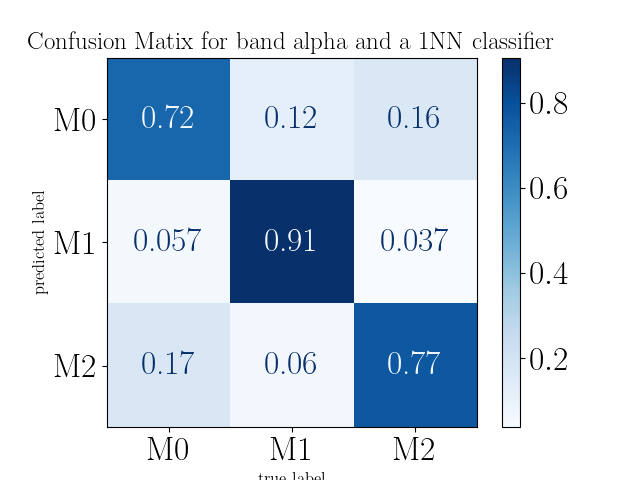 Confusion Matix for band alpha and a 1NN classifier
M0 0.72 0.12 0.16
M1 0.057 0.91 0.037
M2 0.17 0.06 0.77
M0 M1 M2
predicted label
true label
0.8
0.6
0.4
0.2